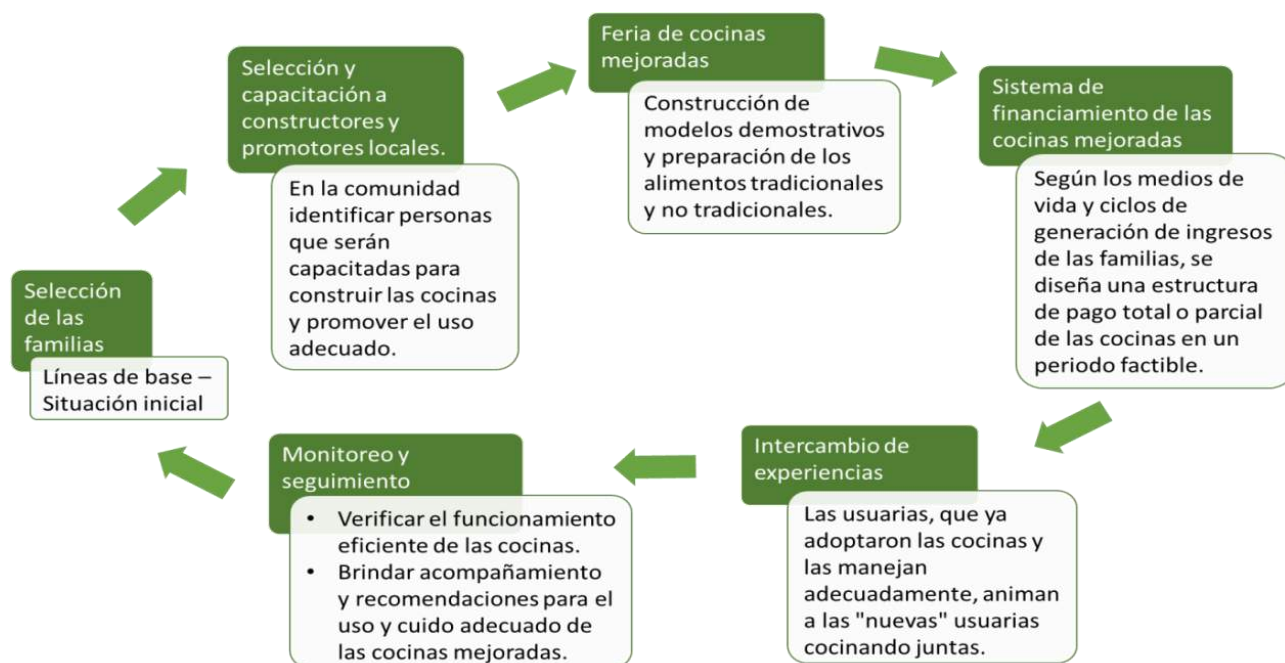 Selección
de las
familias
Líneas de base –
Situación inicial
Selección y
capacitación a
constructores y
promotores locales.
En la comunidad
identificar personas
que serán
capacitadas para
construir las cocinas
y promover el uso
adecuado.
Feria de cocinas
mejoradas
Construcción de
modelos demostrativos
y preparación de los
alimentos tradicionales
y no tradicionales.
Sistema de
financiamiento de las
cocinas mejoradas
Según los medios de
vida y ciclos de
generación de ingresos
de las familias, se
diseña una estructura
de pago total o parcial
de las cocinas en un
periodo factible.
Intercambio de
experiencias
Las usuarias, que ya
adoptaron las cocinas y
las manejan
adecuadamente, animan
a las "nuevas" usuarias
cocinando juntas.
Monitoreo y
seguimiento
• Verificar el funcionamiento
eficiente de las cocinas.
• Brindar acompañamiento
y recomendaciones para el
uso y cuido adecuado de
las cocinas mejoradas.